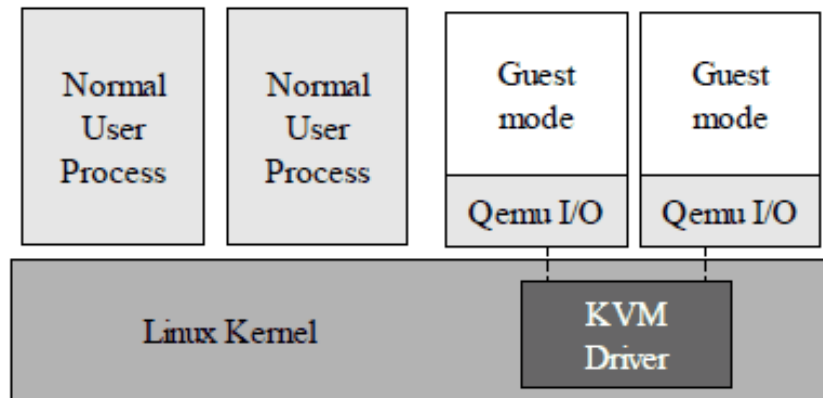 Normal
User
Process
Normal
User
Process
Guest
mode
Qemu I/O
Guest
mode
Qemu I/O
Linux Kernel
KVM
Driver